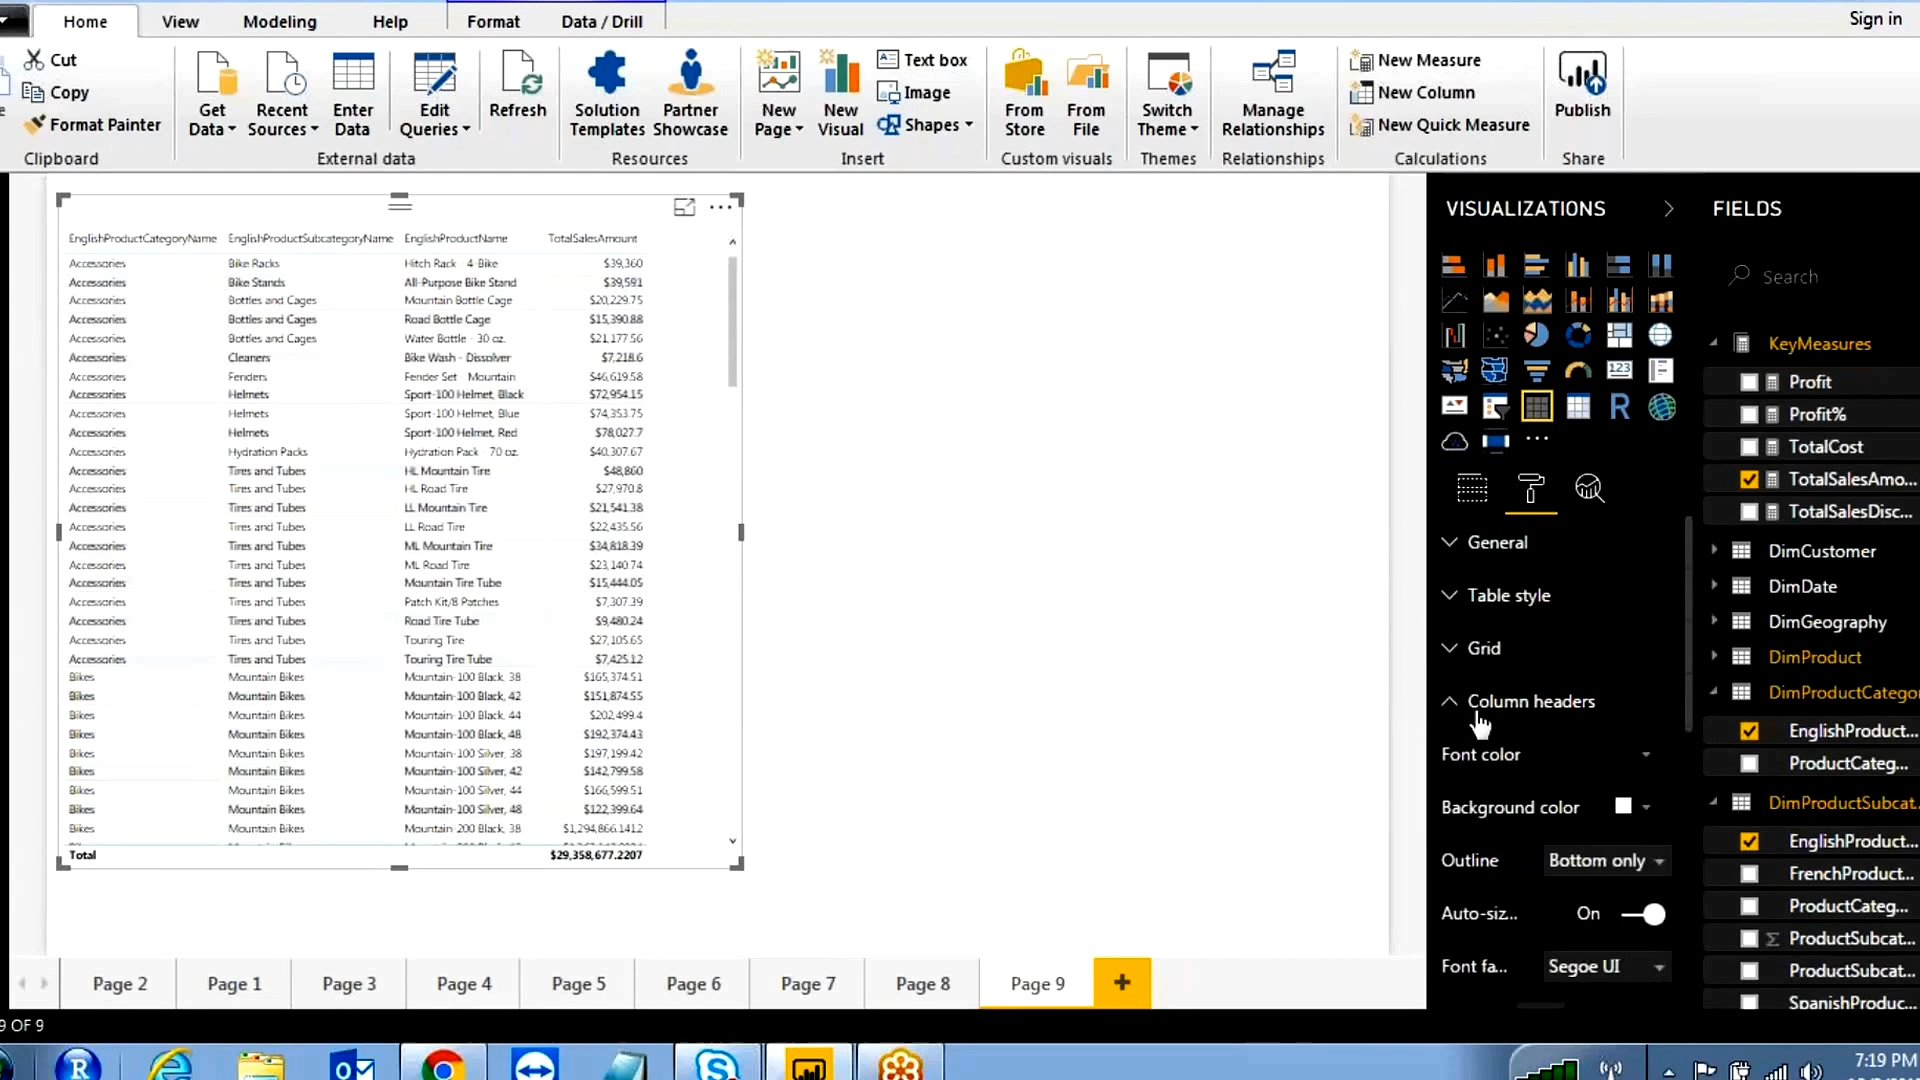 Home View Modeling Help Format Data / Drill Sign in
Cut
Copy
Format Painter
Clipboard
Get Data
Recent Sources
Enter Data
Edit Queries
Refresh
External data
Solution Templates
Partner Showcase
Resources
New Page
New Visual
Text box
Image
Shapes
Insert
From Store
From File
Custom visuals
Switch Theme
Themes
Manage Relationships
Relationships
New Measure
New Column
New Quick Measure
Calculations
Publish
Share
EnglishProductCategoryName EnglishProductSubcategoryName EnglishProductName TotalSalesAmount
Accessories Bike Racks Hitch Rack - 4-Bike $39,360
Accessories Bike Stands All-Purpose Bike Stand $39,591
Accessories Bottles and Cages Mountain Bottle Cage $20,229.75
Accessories Bottles and Cages Road Bottle Cage $15,390.88
Accessories Bottles and Cages Water Bottle - 30 oz. $21,177.56
Accessories Cleaners Bike Wash - Dissolver $7,218.6
Accessories Fenders Fender Set - Mountain $46,619.58
Accessories Helmets Sport-100 Helmet, Black $72,954.15
Accessories Helmets Sport-100 Helmet, Blue $74,353.75
Accessories Helmets Sport-100 Helmet, Red $78,027.7
Accessories Hydration Packs Hydration Pack - 70 oz. $40,307.67
Accessories Tires and Tubes HL Mountain Tire $48,860
Accessories Tires and Tubes HL Road Tire $27,970.8
Accessories Tires and Tubes LL Mountain Tire $21,541.38
Accessories Tires and Tubes LL Road Tire $22,435.56
Accessories Tires and Tubes ML Mountain Tire $34,818.39
Accessories Tires and Tubes ML Road Tire $23,140.74
Accessories Tires and Tubes Mountain Tire Tube $15,444.05
Accessories Tires and Tubes Patch Kit/8 Patches $7,307.39
Accessories Tires and Tubes Road Tire Tube $9,480.24
Accessories Tires and Tubes Touring Tire $27,105.65
Accessories Tires and Tubes Touring Tire Tube $7,425.12
Bikes Mountain Bikes Mountain-100 Black, 38 $165,374.51
Bikes Mountain Bikes Mountain-100 Black, 42 $151,874.55
Bikes Mountain Bikes Mountain-100 Black, 44 $202,499.4
Bikes Mountain Bikes Mountain-100 Black, 48 $192,374.43
Bikes Mountain Bikes Mountain-100 Silver, 38 $197,199.42
Bikes Mountain Bikes Mountain-100 Silver, 42 $142,799.58
Bikes Mountain Bikes Mountain-100 Silver, 44 $166,599.51
Bikes Mountain Bikes Mountain-100 Silver, 48 $122,399.64
Bikes Mountain Bikes Mountain-200 Black, 38 $1,294,866.1412
Total $29,358,677.2207
VISUALIZATIONS
123
R
General
Table style
Grid
Column headers
Font color
Background color
Outline Bottom only
Auto-siz... On
Font fa... Segoe UI
FIELDS
Search
KeyMeasures
Profit
Profit%
TotalCost
TotalSalesAmo...
TotalSalesDisc...
DimCustomer
DimDate
DimGeography
DimProduct
DimProductCatego
EnglishProduct...
ProductCateg...
DimProductSubcat...
EnglishProduct...
FrenchProduct...
ProductCateg...
ProductSubcat...
ProductSubcat...
SpanishProduc...
Page 2 Page 1 Page 3 Page 4 Page 5 Page 6 Page 7 Page 8 Page 9 +
9 OF 9
7:19 PM